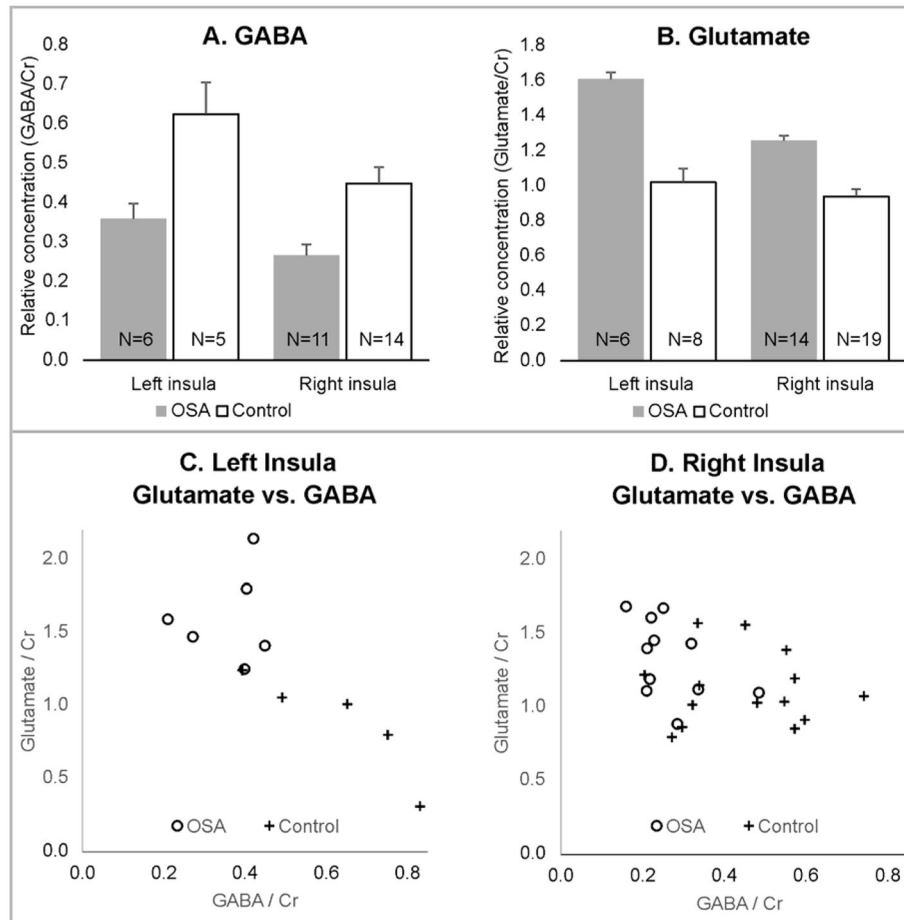 A. GABA
Relative concentration (GABA/Cr)
0.8
0.7
0.6
0.5
0.4
0.3
0.2
0.1
0.0
N=6 N=5 N=11 N=14
Left insula Right insula
OSA Control
B. Glutamate
Relative concentration (Glutamate/Cr)
1.8
1.6
1.4
1.2
1.0
0.8
0.6
0.4
0.2
0.0
N=6 N=8 N=14 N=19
Left insula Right insula
OSA Control
C. Left Insula
Glutamate vs. GABA
Glutamate / Cr
2.0
1.5
1.0
0.5
0.0
OSA Control
0.0 0.2 0.4 0.6 0.8
GABA / Cr
D. Right Insula
Glutamate vs. GABA
Glutamate / Cr
2.0
1.5
1.0
0.5
0.0
OSA Control
0.0 0.2 0.4 0.6 0.8
GABA / Cr